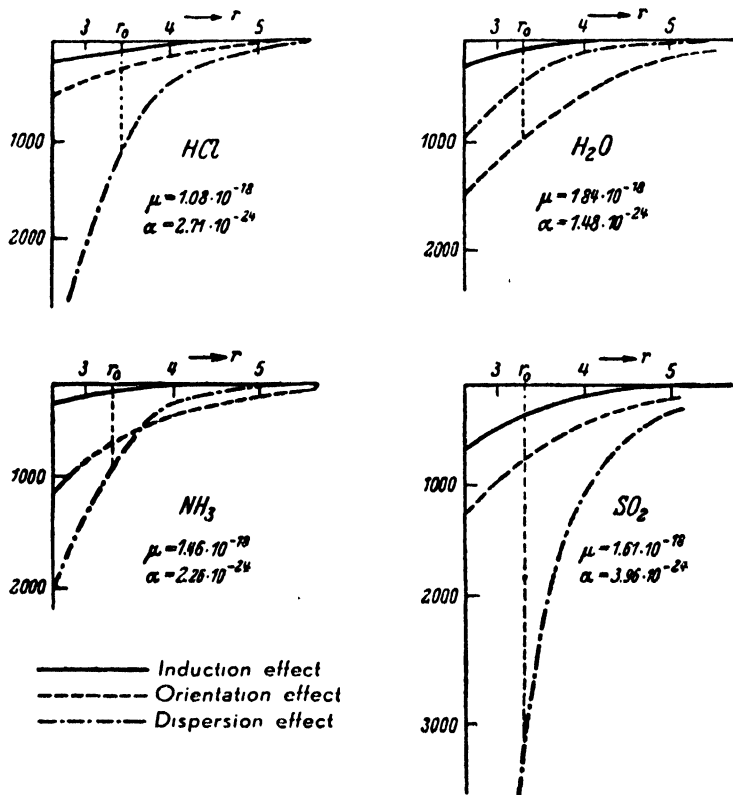 → r
3 r₀ 4 5
1000
2000
HCl
μ=1.08·10⁻¹⁸
α=2.71·10⁻²⁴
→ r
3 r₀ 4 5
1000
2000
H₂O
μ=1.84·10⁻¹⁸
α=1.48·10⁻²⁴
→ r
3 r₀ 4 5
1000
2000
NH₃
μ=1.46·10⁻¹⁸
α=2.26·10⁻²⁴
→ r
3 r₀ 4 5
1000
2000
3000
SO₂
μ=1.61·10⁻¹⁸
α=3.96·10⁻²⁴
Induction effect
Orientation effect
Dispersion effect